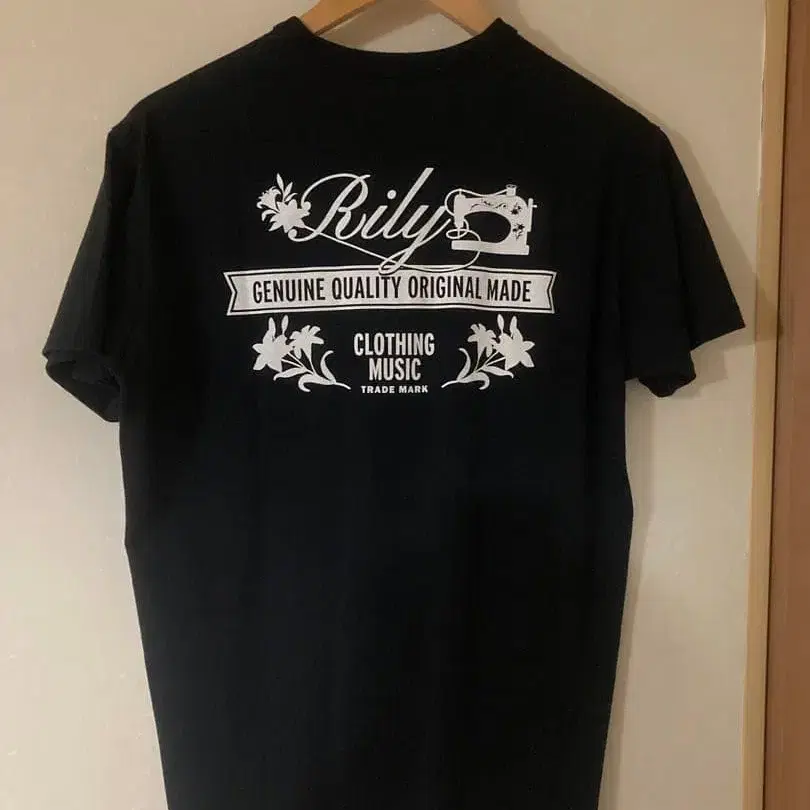 Rily
GENUINE QUALITY ORIGINAL MADE
CLOTHING
MUSIC
TRADE MARK